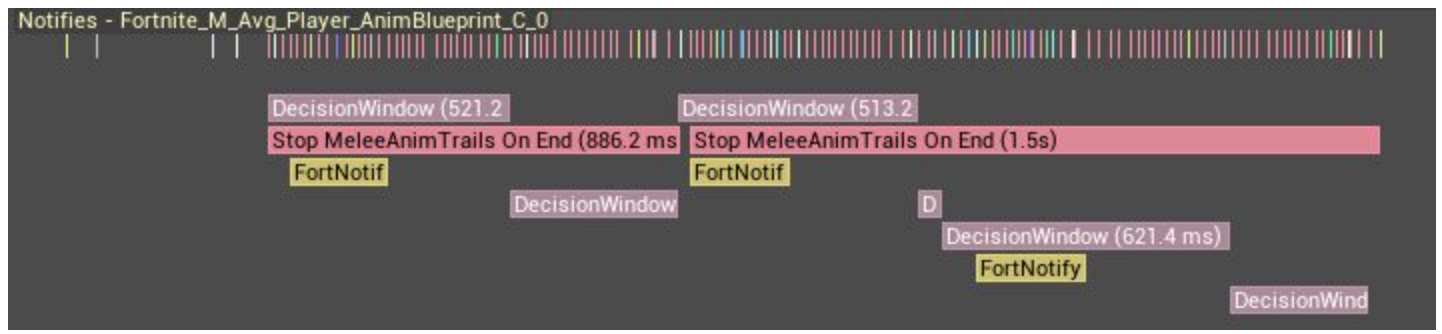 Notifies - Fortnite_M_Avg_Player_AnimBlueprint_C_0
DecisionWindow (521.2
DecisionWindow (513.2
Stop MeleeAnimTrails On End (886.2 ms
Stop MeleeAnimTrails On End (1.5s)
FortNotif
FortNotif
DecisionWindow
D
DecisionWindow (621.4 ms)
FortNotify
DecisionWind